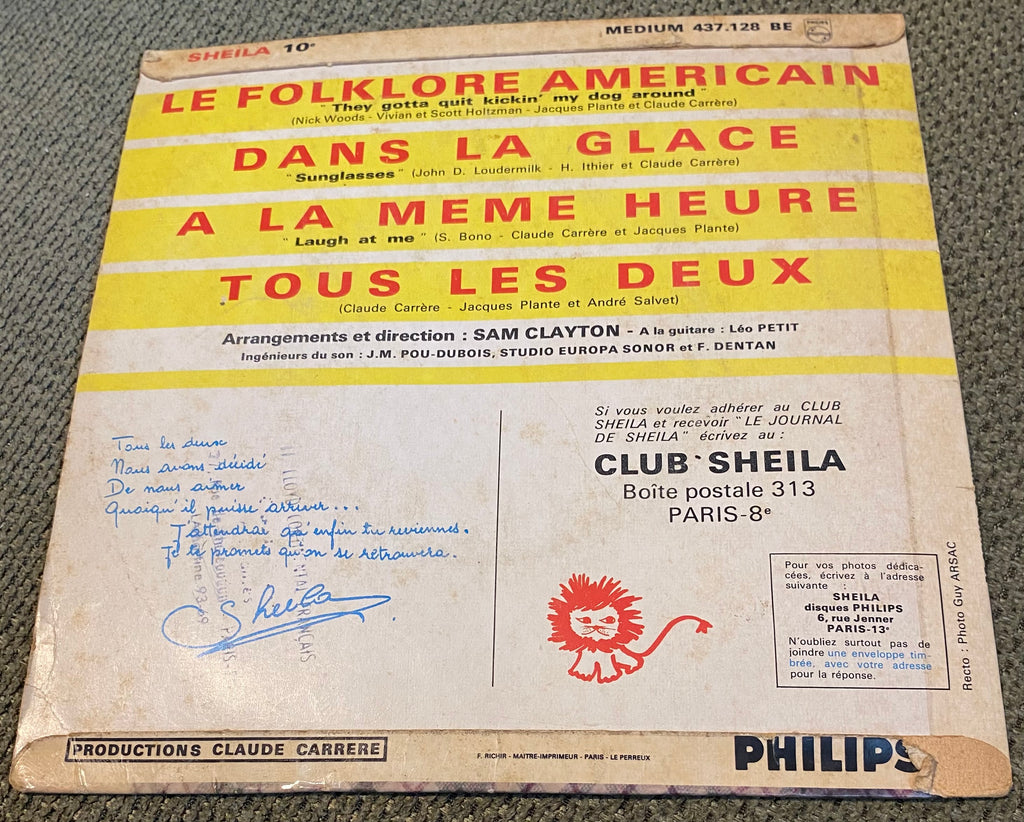 SHEILA 10e
MEDIUM 437.128 BE
PHILIPS
LE FOLKLORE AMERICAIN
"They gotta quit kickin' my dog around"
(Nick Woods - Vivian et Scott Holtzman - Jacques Plante et Claude Carrère)
DANS LA GLACE
"Sunglasses" (John D. Loudermilk - H. Ithier et Claude Carrère)
A LA MEME HEURE
"Laugh at me" (S. Bono - Claude Carrère et Jacques Plante)
TOUS LES DEUX
(Claude Carrère - Jacques Plante et André Salvet)
Arrangements et direction : SAM CLAYTON - A la guitare : Léo PETIT
Ingénieurs du son : J.M. POU-DUBOIS, STUDIO EUROPA SONOR et F. DENTAN
Tous les deux
Nous avons décidé
De nous aimer
Quoiqu'il puisse arriver...
J'attendrai qu'enfin tu reviennes.
Je te promets qu'on se retrouvera.
Sheila
FRANÇAIS
Si vous voulez adhérer au CLUB
SHEILA et recevoir "LE JOURNAL
DE SHEILA" écrivez au :
CLUB SHEILA
Boîte postale 313
PARIS-8e
Pour vos photos dédica-
cées, écrivez à l'adresse
suivante :
SHEILA
disques PHILIPS
6, rue Jenner
PARIS-13e
N'oubliez surtout pas de
joindre une enveloppe tim-
brée, avec votre adresse
pour la réponse.
Recto : Photo Guy ARSAC
PRODUCTIONS CLAUDE CARRERE
F. RICHIR - MAITRE-IMPRIMEUR - PARIS - LE PERREUX
PHILIPS